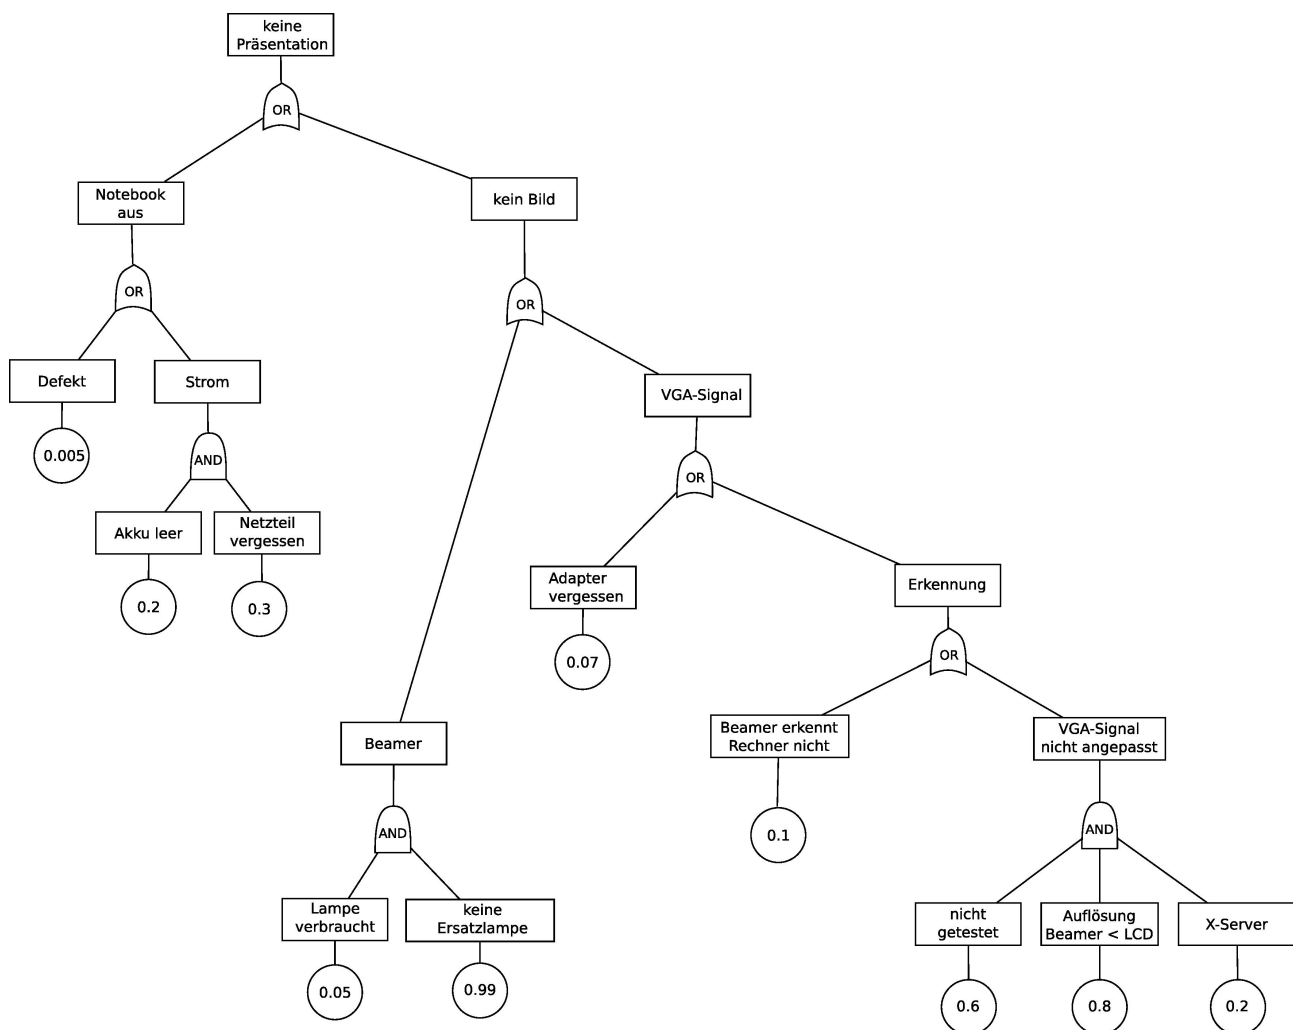 keine
Präsentation
OR
Notebook
aus
kein Bild
OR
OR
Defekt
Strom
VGA-Signal
0.005
AND
OR
Akku leer
Netzteil
vergessen
Adapter
vergessen
Erkennung
0.2
0.3
0.07
OR
Beamer
Beamer erkennt
Rechner nicht
VGA-Signal
nicht angepasst
AND
0.1
AND
Lampe
verbraucht
keine
Ersatzlampe
nicht
getestet
Auflösung
Beamer < LCD
X-Server
0.05
0.99
0.6
0.8
0.2